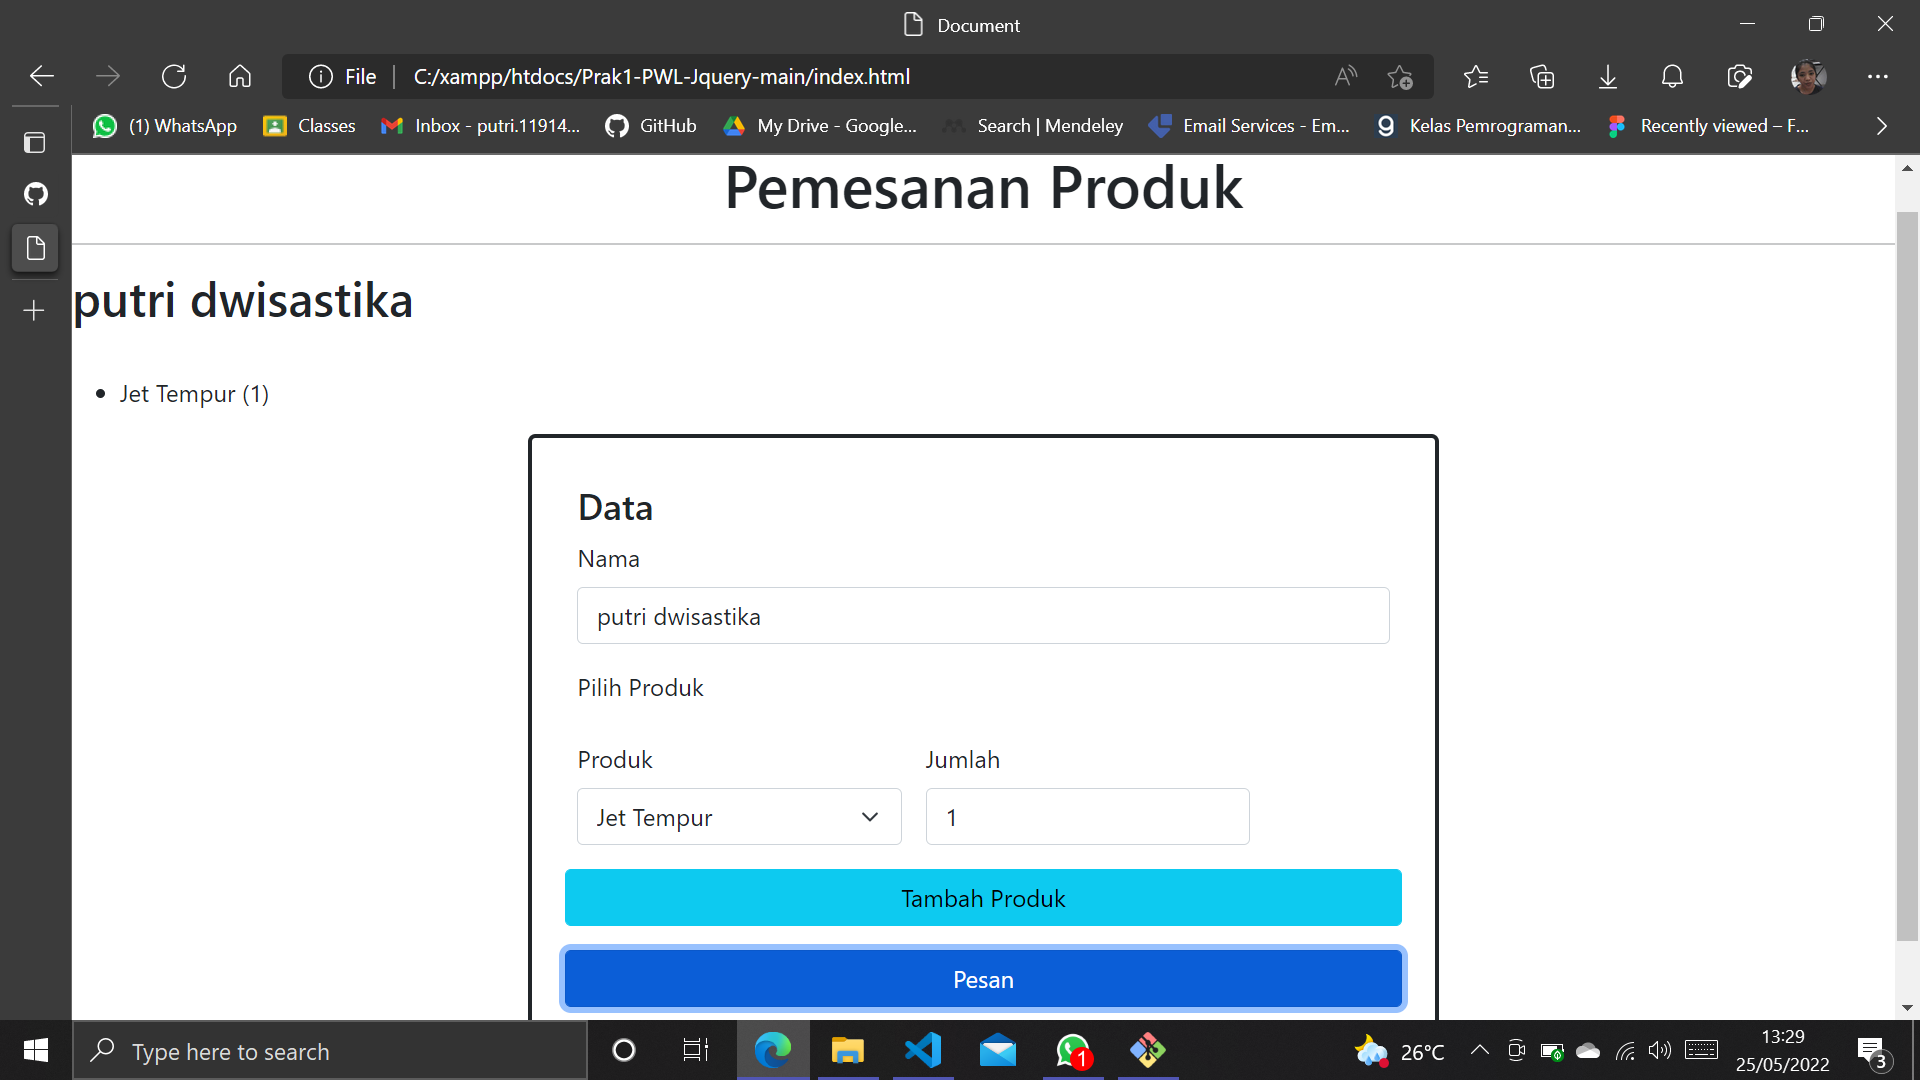 Document
File
C:/xampp/htdocs/Prak1-PWL-Jquery-main/index.html
(1) WhatsApp
Classes
Inbox - putri.11914...
GitHub
My Drive - Google...
Search | Mendeley
Email Services - Em...
Kelas Pemrograman...
Recently viewed – F...
Pemesanan Produk
putri dwisastika
Jet Tempur (1)
Data
Nama
putri dwisastika
Pilih Produk
Produk
Jumlah
Jet Tempur
1
Tambah Produk
Pesan
Type here to search
1
26°C
13:29
25/05/2022
3